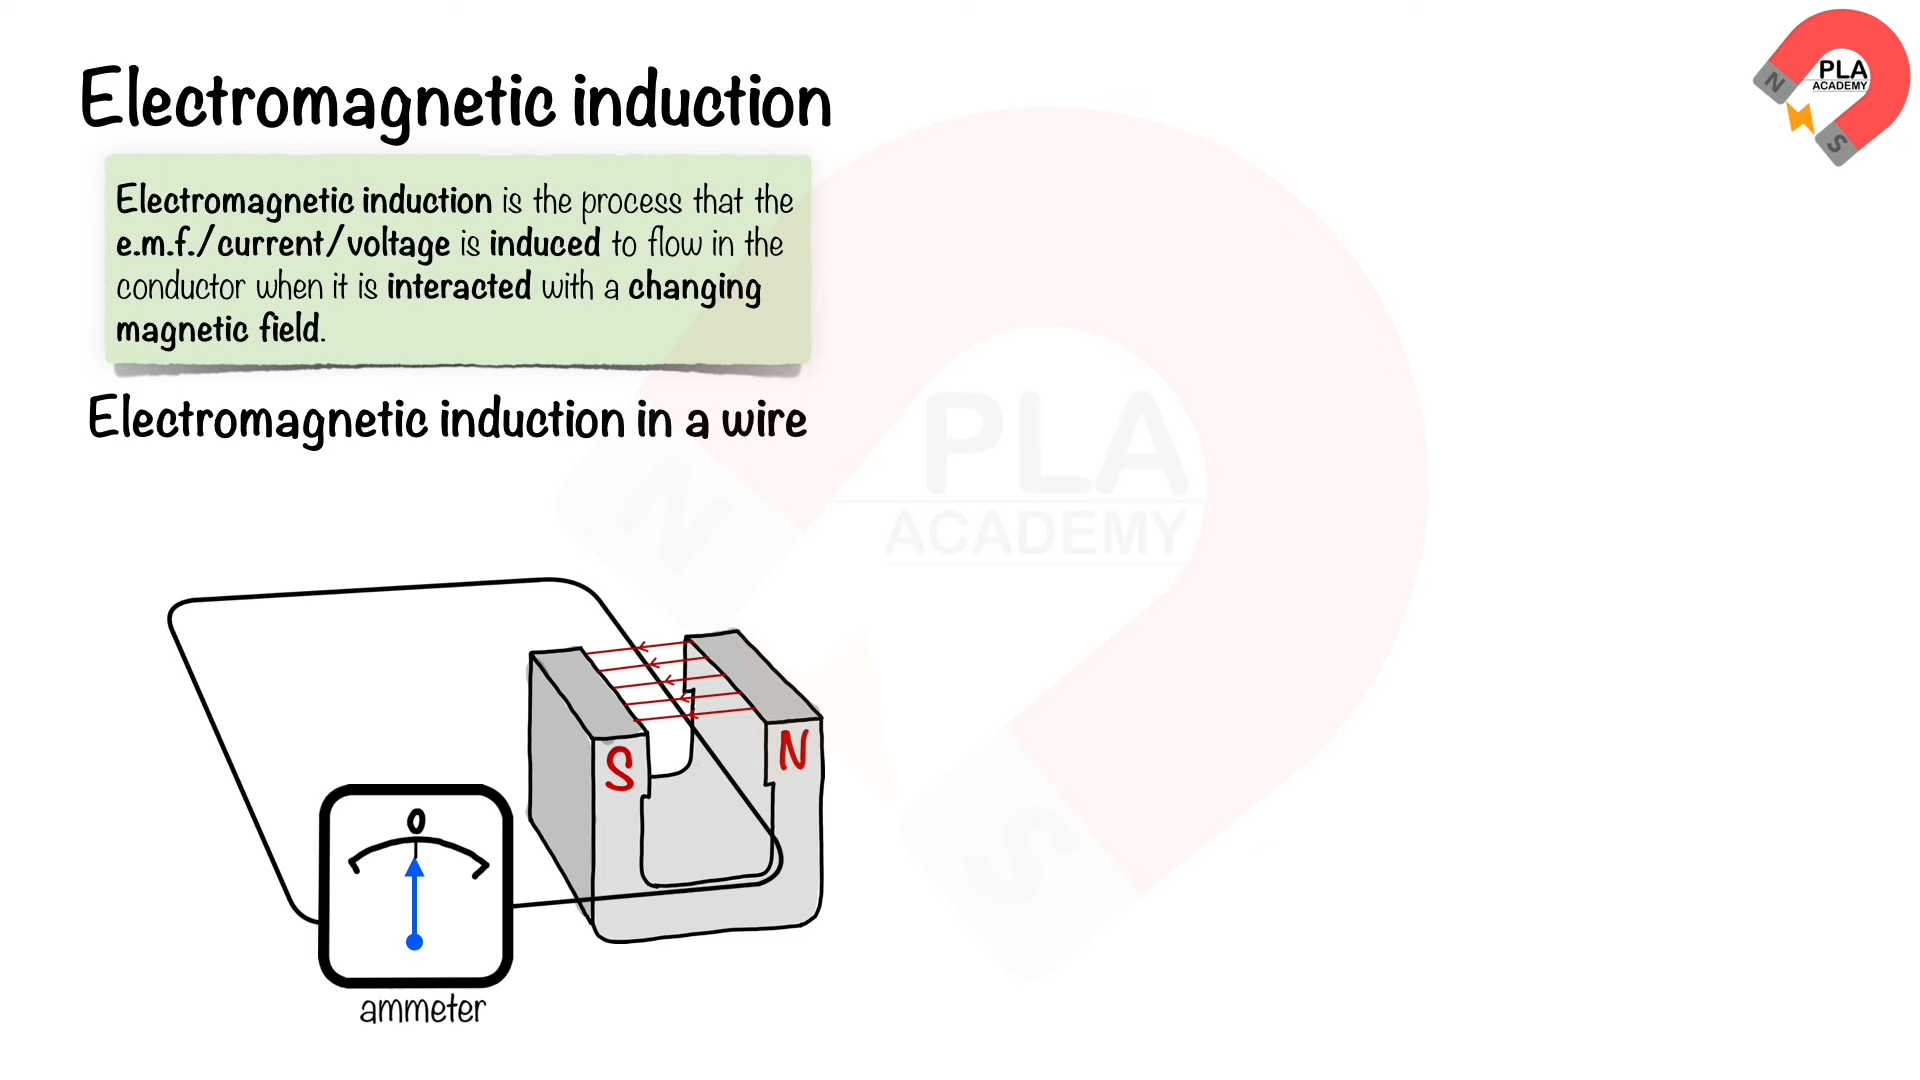 Electromagnetic induction
Electromagnetic induction is the process that the
e.m.f./current/voltage is induced to flow in the
conductor when it is interacted with a changing
magnetic field.
Electromagnetic induction in a wire
S
N
0
ammeter
N
PLA
ACADEMY
S
N
PLA
ACADEMY
S